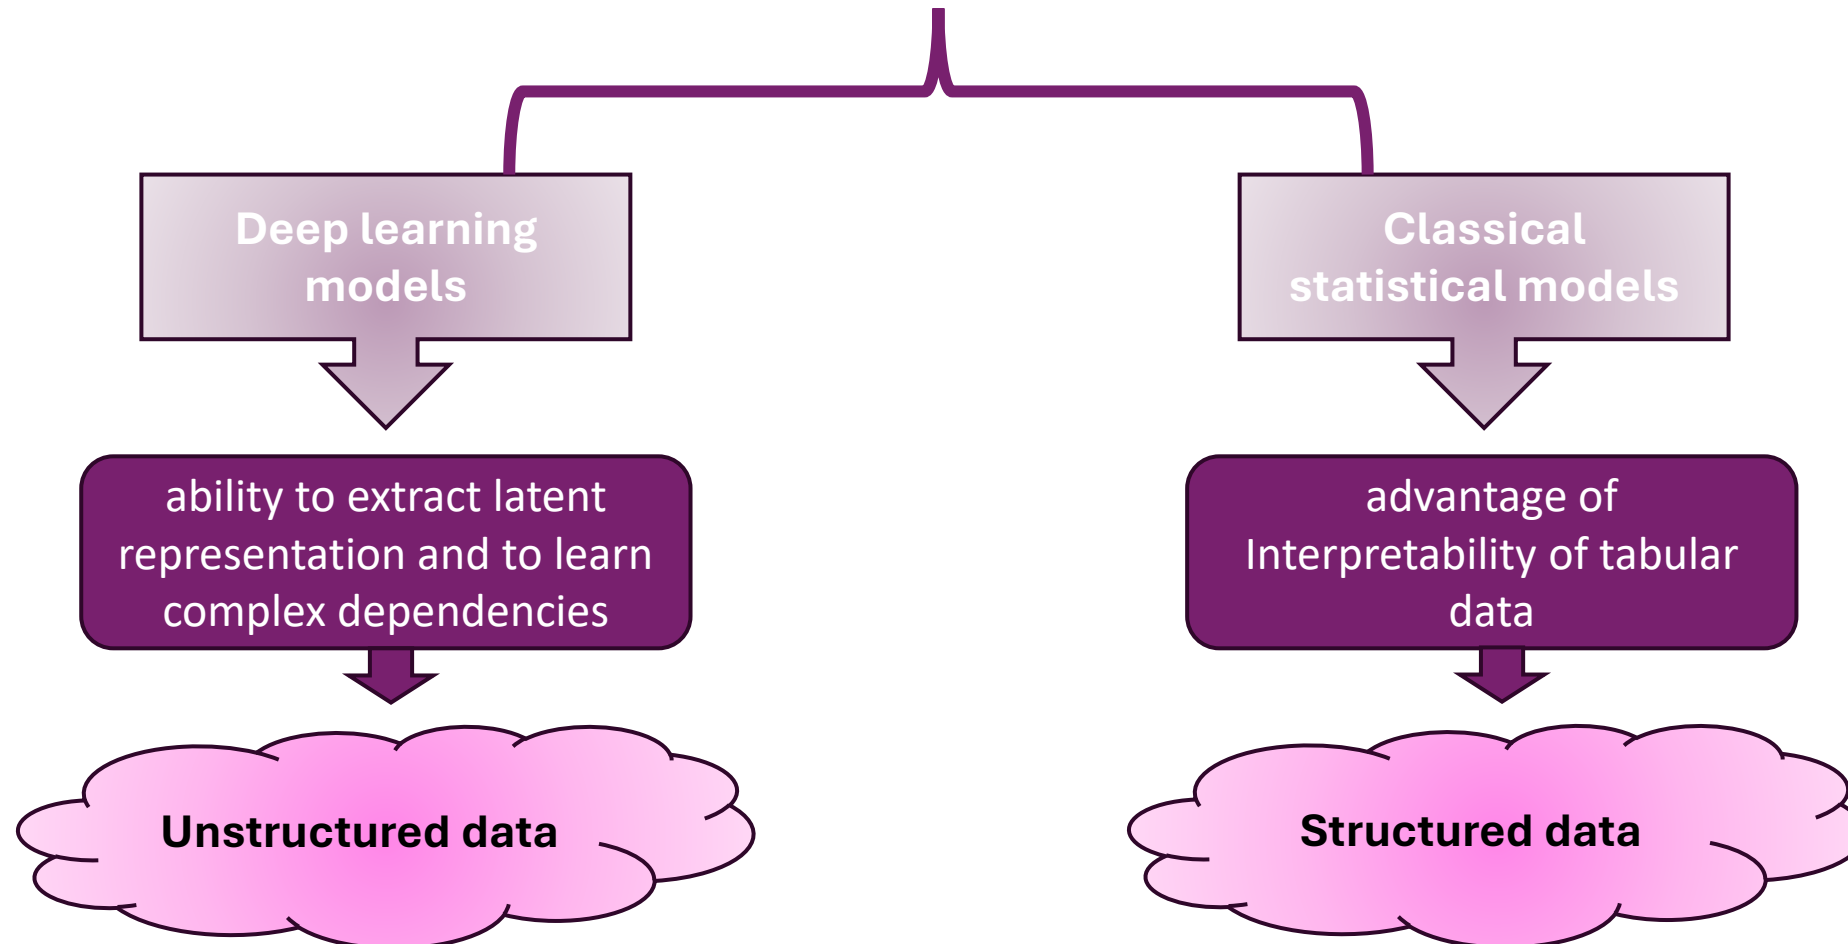 Deep learning
models
Classical
statistical models
ability to extract latent
representation and to learn
complex dependencies
advantage of
Interpretability of tabular
data
Unstructured data
Structured data